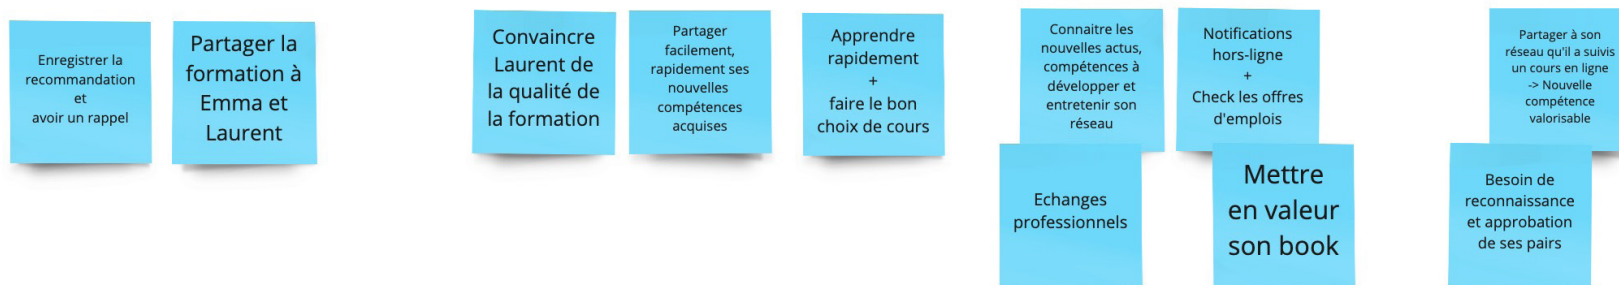 Enregistrer la
recommandation
et
avoir un rappel
Partager la
formation à
Emma et
Laurent
Convaincre
Laurent de
la qualité de
la formation
Partager
facilement,
rapidement ses
nouvelles
compétences
acquises
Apprendre
rapidement
+
faire le bon
choix de cours
Connaitre les
nouvelles actus,
compétences à
développer et
entretenir son
réseau
Notifications
hors-ligne
+
Check les offres
d'emplois
Echanges
professionnels
Mettre
en valeur
son book
Partager à son
réseau qu'il a suivis
un cours en ligne
-> Nouvelle
compétence
valorisable
Besoin de
reconnaissance
et approbation
de ses pairs